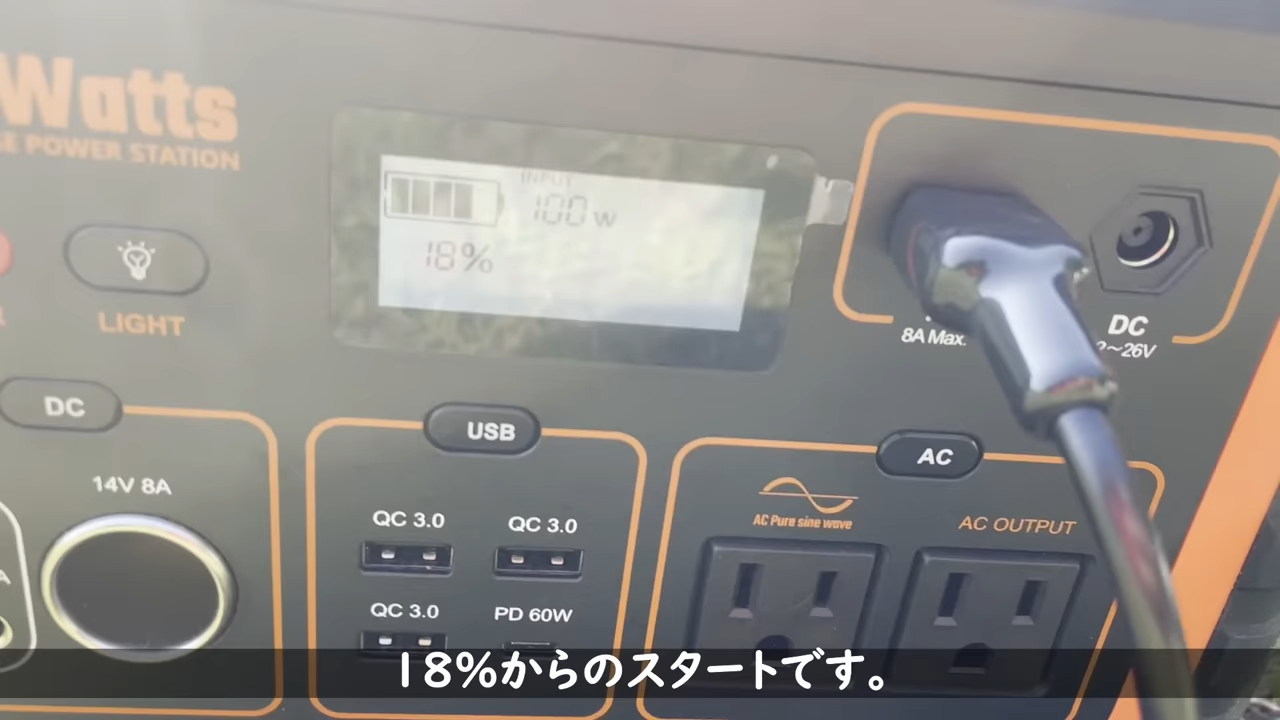 Watts
POWER STATION
INPUT
100 W
18%
LIGHT
8A Max.
DC
26V
DC
USB
AC
14V 8A
QC 3.0
QC 3.0
AC Pure sine wave
AC OUTPUT
QC 3.0
PD 60W
18%からのスタートです。